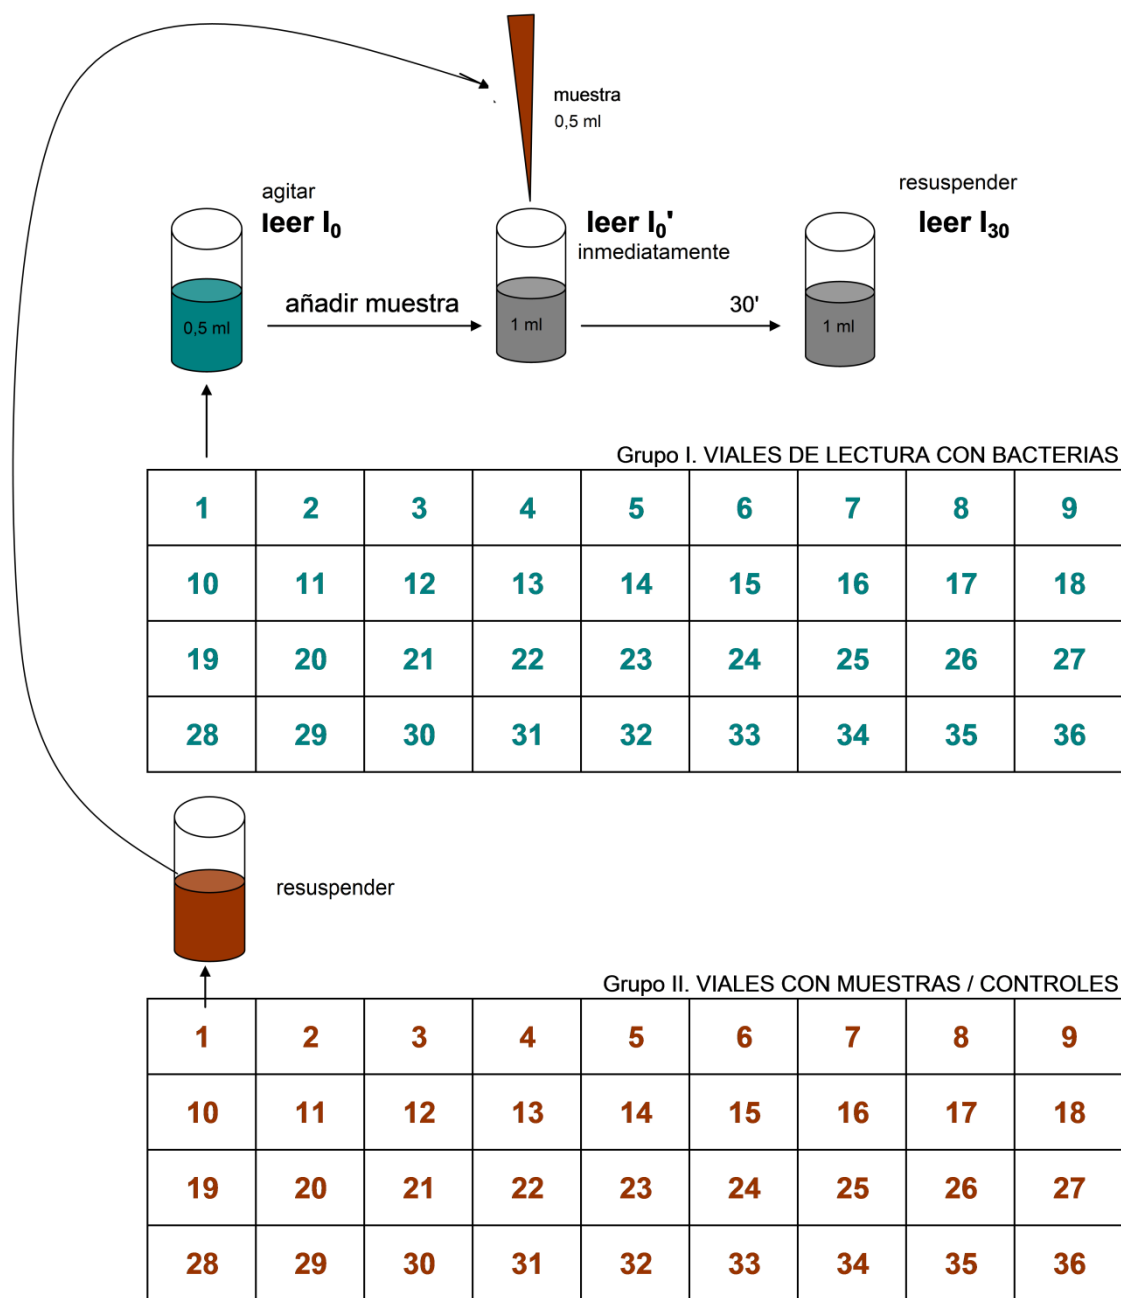 muestra
0,5 ml
agitar
leer I0
leer I0'
inmediatamente
resuspender
leer I30
0,5 ml
añadir muestra
1 ml
30'
1 ml
Grupo I. VIALES DE LECTURA CON BACTERIAS
1 2 3 4 5 6 7 8 9
10 11 12 13 14 15 16 17 18
19 20 21 22 23 24 25 26 27
28 29 30 31 32 33 34 35 36
resuspender
Grupo II. VIALES CON MUESTRAS / CONTROLES
1 2 3 4 5 6 7 8 9
10 11 12 13 14 15 16 17 18
19 20 21 22 23 24 25 26 27
28 29 30 31 32 33 34 35 36